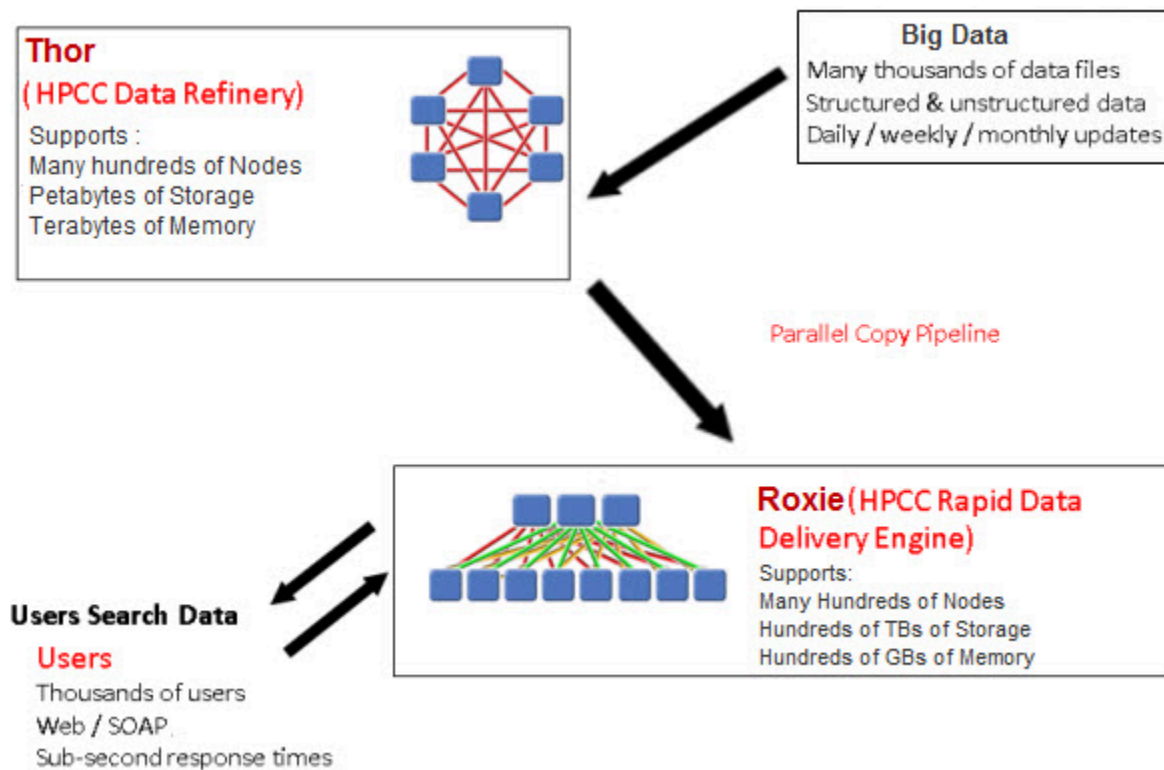 Thor
(HPCC Data Refinery)
Supports :
Many hundreds of Nodes
Petabytes of Storage
Terabytes of Memory
Big Data
Many thousands of data files
Structured & unstructured data
Daily / weekly / monthly updates
Parallel Copy Pipeline
Roxie(HPCC Rapid Data
Delivery Engine)
Supports:
Many Hundreds of Nodes
Hundreds of TBs of Storage
Hundreds of GBs of Memory
Users Search Data
Users
Thousands of users
Web / SOAP
Sub-second response times